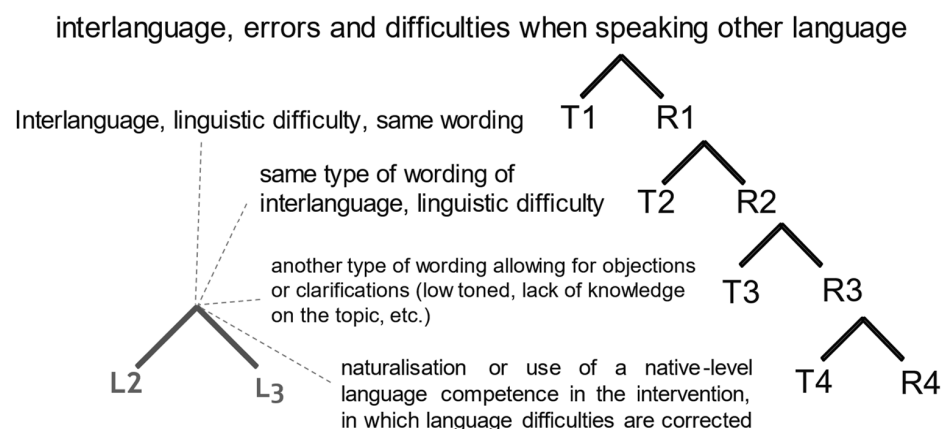 interlanguage, errors and difficulties when speaking other language
T1 R1
Interlanguage, linguistic difficulty, same wording
same type of wording of
interlanguage, linguistic difficulty
T2 R2
another type of wording allowing for objections
or clarifications (low toned, lack of knowledge
on the topic, etc.)
T3 R3
L2 L3
naturalisation or use of a native-level
language competence in the intervention,
in which language difficulties are corrected
T4 R4